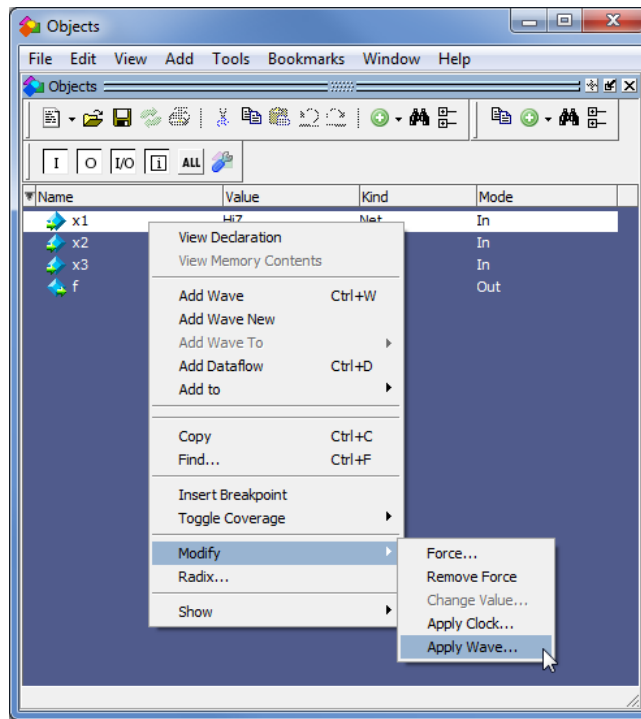 Objects
File Edit View Add Tools Bookmarks Window Help
Objects
I O I/O i ALL
Name Value Kind Mode
x1 HiZ Net In
x2 In
x3 In
f Out
View Declaration
View Memory Contents
Add Wave Ctrl+W
Add Wave New
Add Wave To
Add Dataflow Ctrl+D
Add to
Copy Ctrl+C
Find... Ctrl+F
Insert Breakpoint
Toggle Coverage
Modify
Radix...
Show
Force...
Remove Force
Change Value...
Apply Clock...
Apply Wave...